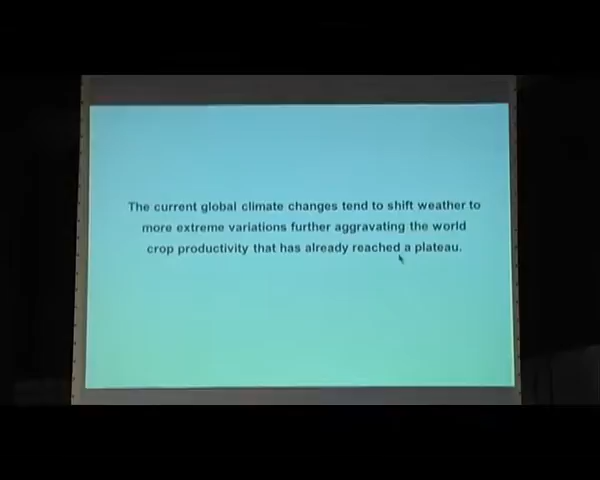 The current global climate changes tend to shift weather to
more extreme variations further aggravating the world
crop productivity that has already reached a plateau.